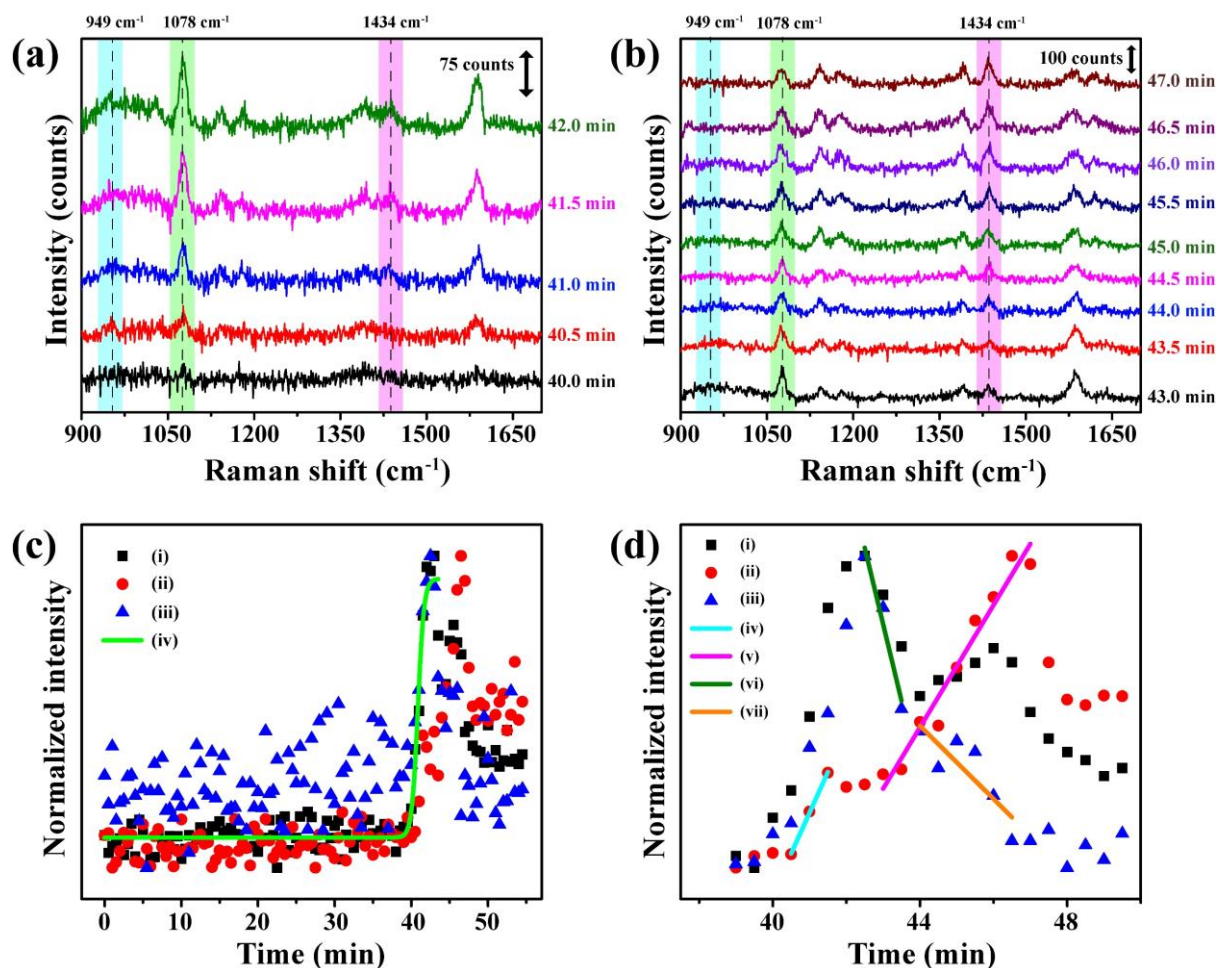 949 cm⁻¹ 1078 cm⁻¹ 1434 cm⁻¹
(a)
75 counts
42.0 min
41.5 min
41.0 min
40.5 min
40.0 min
Intensity (counts)
900 1050 1200 1350 1500 1650
Raman shift (cm⁻¹)
949 cm⁻¹ 1078 cm⁻¹ 1434 cm⁻¹
(b)
100 counts
47.0 min
46.5 min
46.0 min
45.5 min
45.0 min
44.5 min
44.0 min
43.5 min
43.0 min
Intensity (counts)
900 1050 1200 1350 1500 1650
Raman shift (cm⁻¹)
(c)
(i)
(ii)
(iii)
(iv)
Normalized intensity
0 10 20 30 40 50
Time (min)
(d)
(i)
(ii)
(iii)
(iv)
(v)
(vi)
(vii)
Normalized intensity
40 44 48
Time (min)